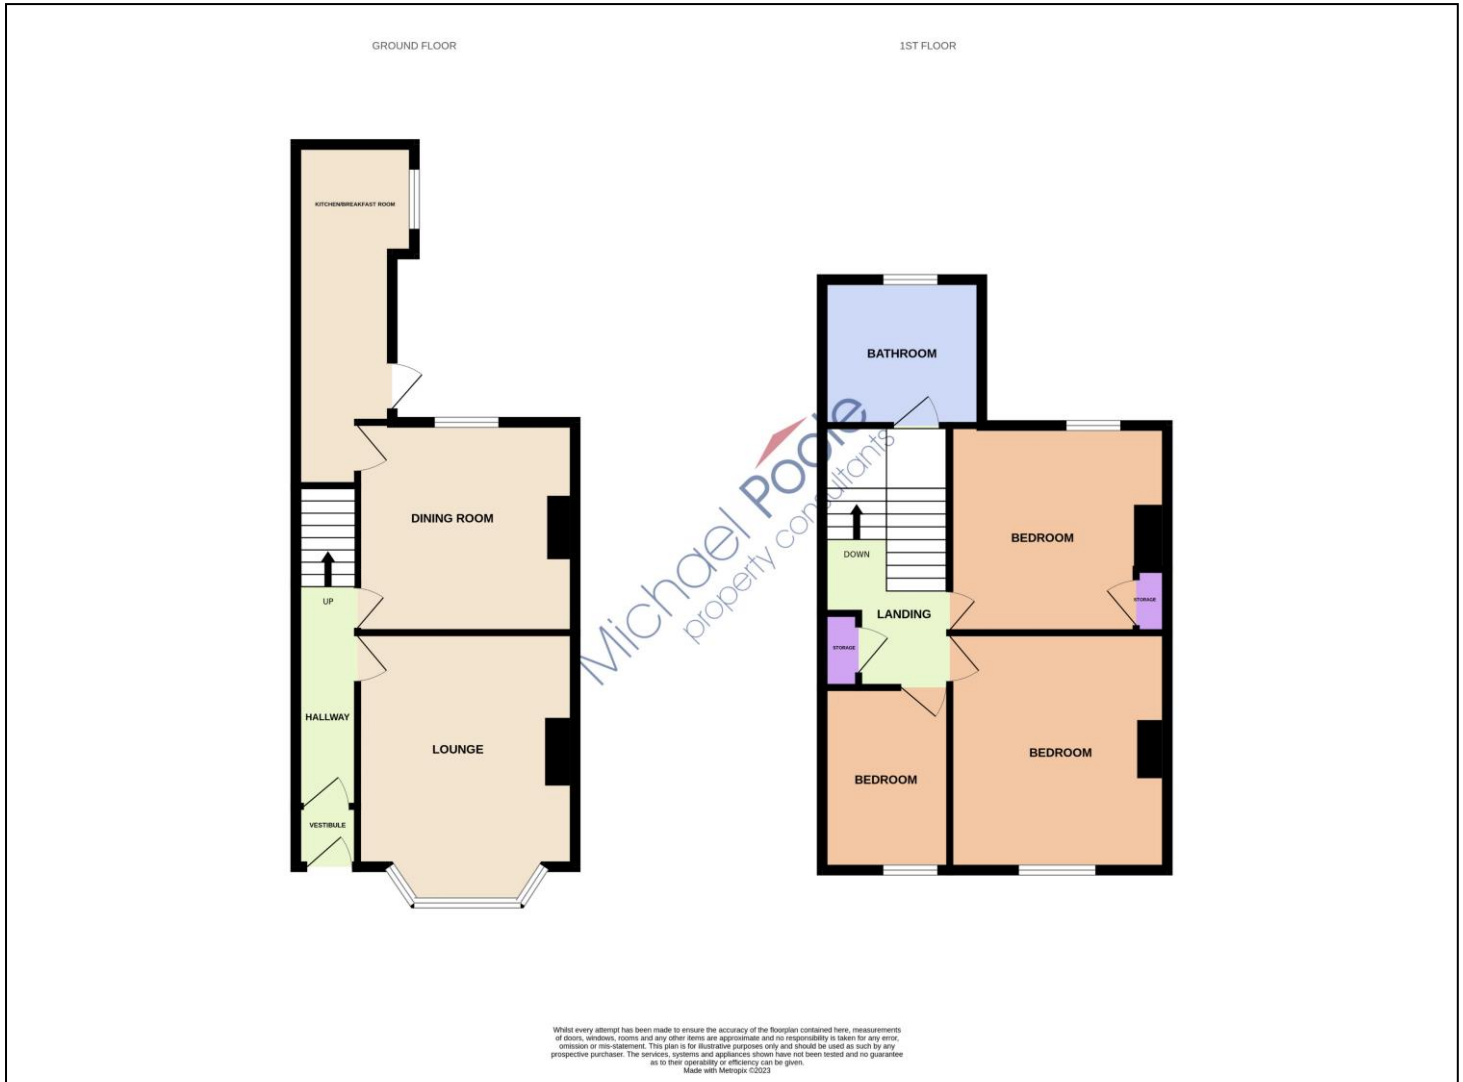 GROUND FLOOR
1ST FLOOR
KITCHEN/BREAKFAST ROOM
BATHROOM
DINING ROOM
BEDROOM
UP
DOWN
LANDING
STORAGE
STORAGE
HALLWAY
LOUNGE
BEDROOM
BEDROOM
VESTIBULE
Michael Poole
property consultants
Whilst every attempt has been made to ensure the accuracy of the floorplan contained here, measurements
of doors, windows, rooms and any other items are approximate and no responsibility is taken for any error,
omission or mis-statement. This plan is for illustrative purposes only and should be used as such by any
prospective purchaser. The services, systems and appliances shown have not been tested and no guarantee
as to their operability or efficiency can be given.
Made with Metropix ©2023